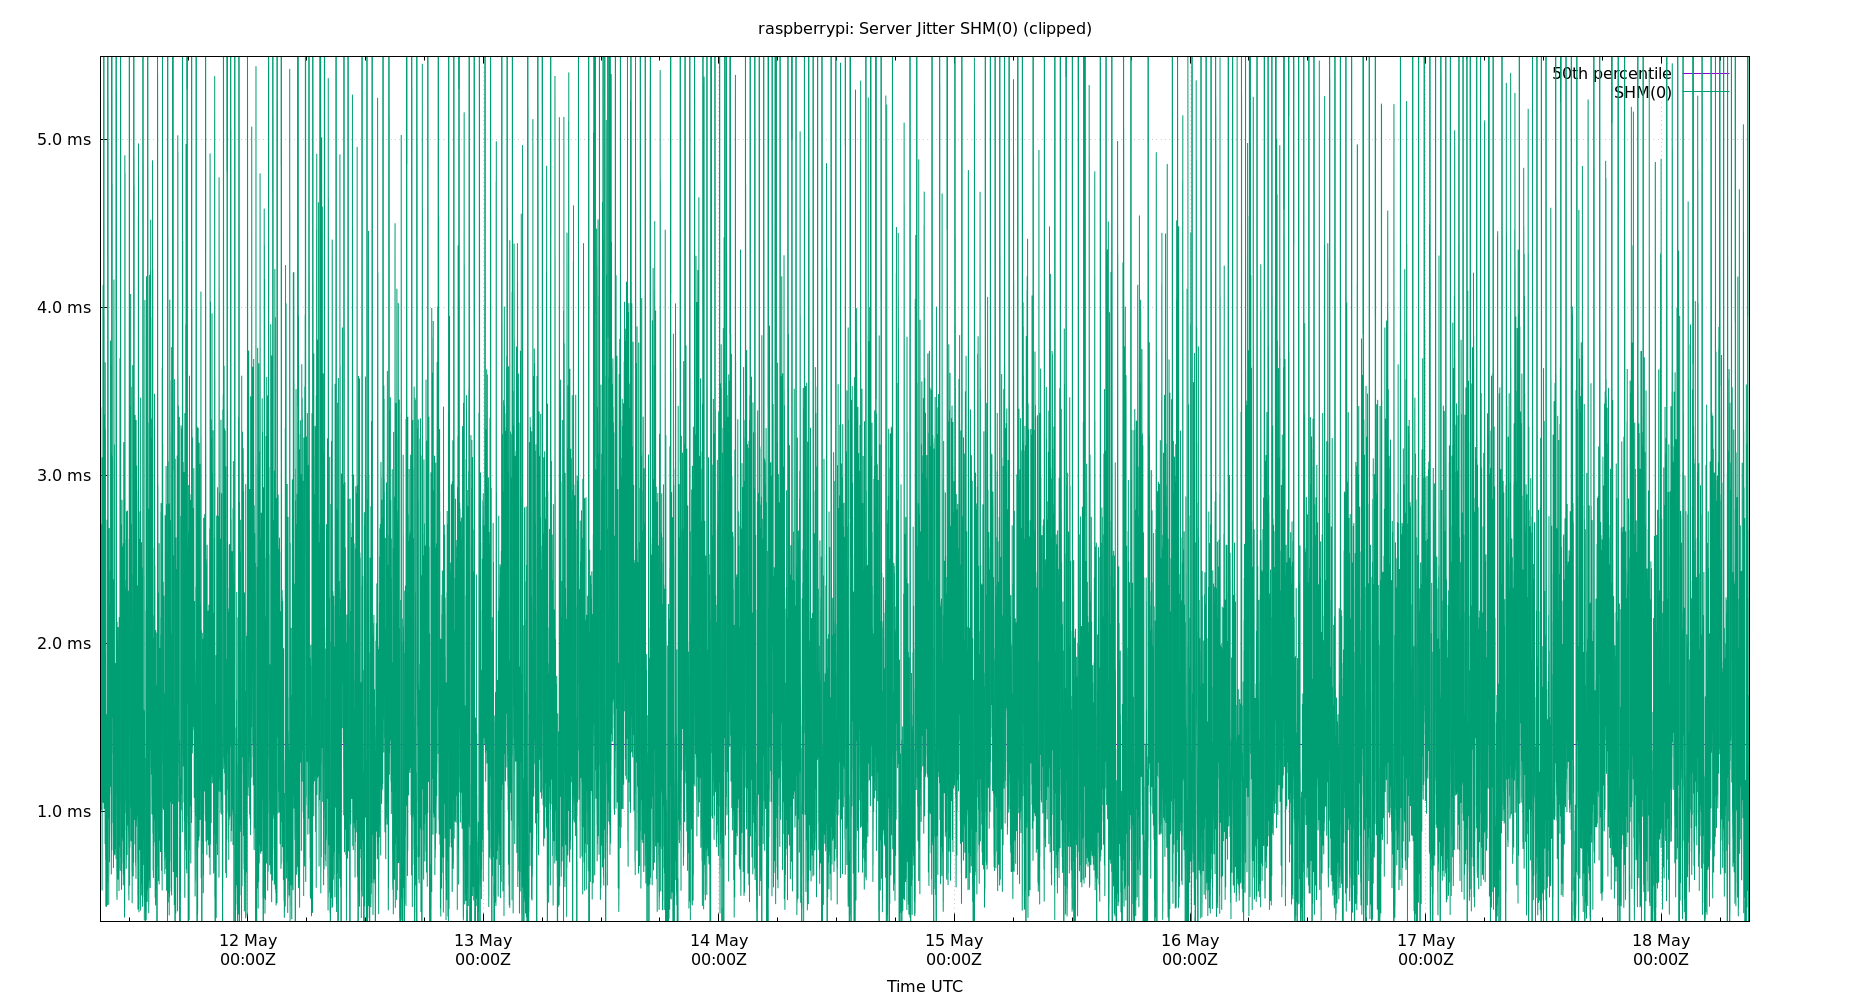 raspberrypi: Server Jitter SHM(0) (clipped)
50th percentile
SHM(0)
5.0 ms
4.0 ms
3.0 ms
2.0 ms
1.0 ms
12 May 13 May 14 May 15 May 16 May 17 May 18 May
00:00Z 00:00Z 00:00Z 00:00Z 00:00Z 00:00Z 00:00Z
Time UTC